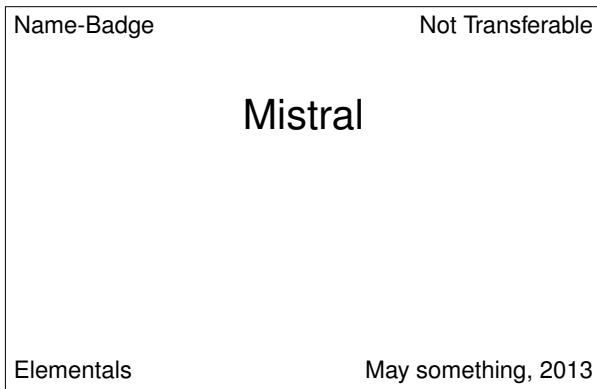 Name-Badge Not Transferable
Mistral
Elementals May something, 2013